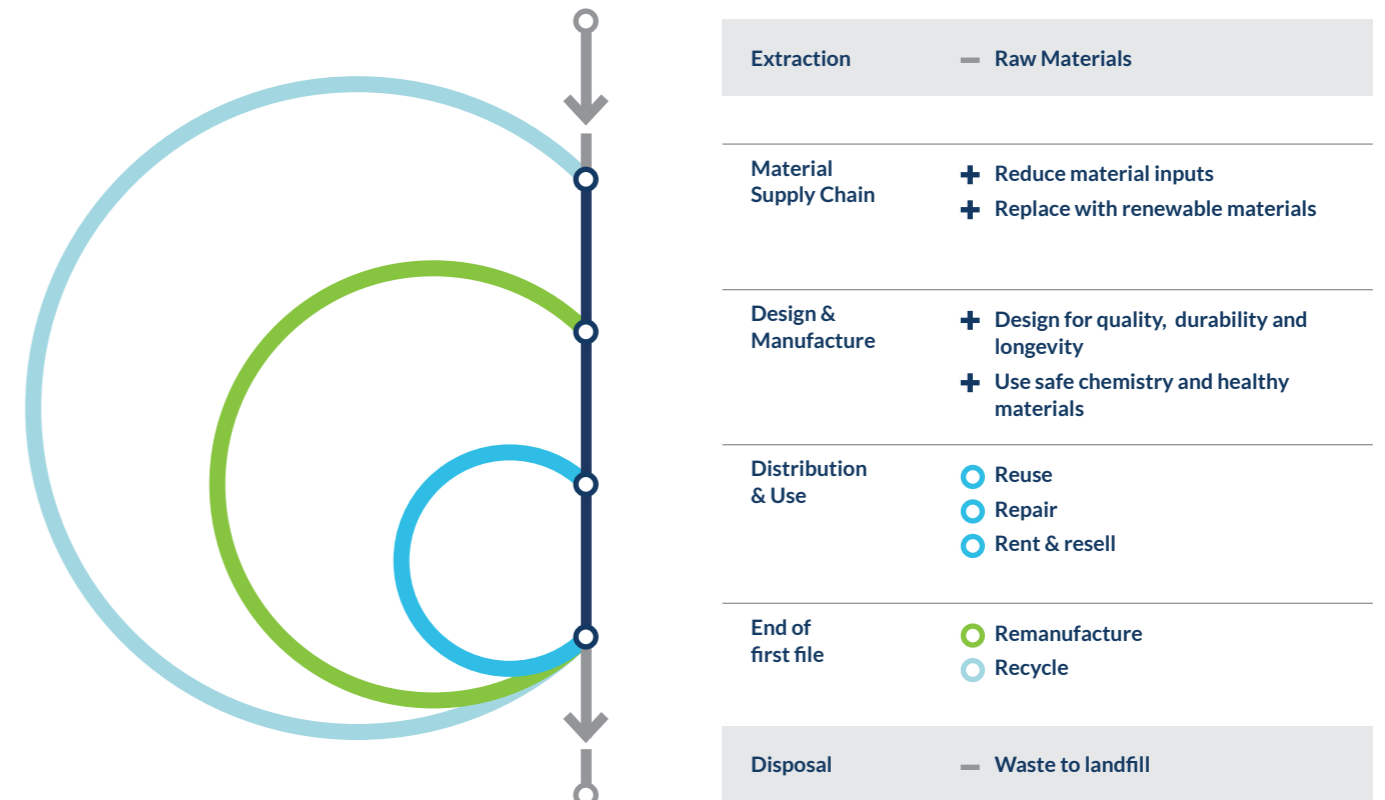 Extraction
Raw Materials
Material
Supply Chain
Reduce material inputs
Replace with renewable materials
Design &
Manufacture
Design for quality,  durability and
longevity
Use safe chemistry and healthy
materials
Distribution
& Use
Reuse
Repair
Rent & resell
End of
first file
Remanufacture
Recycle
Disposal
Waste to landfill